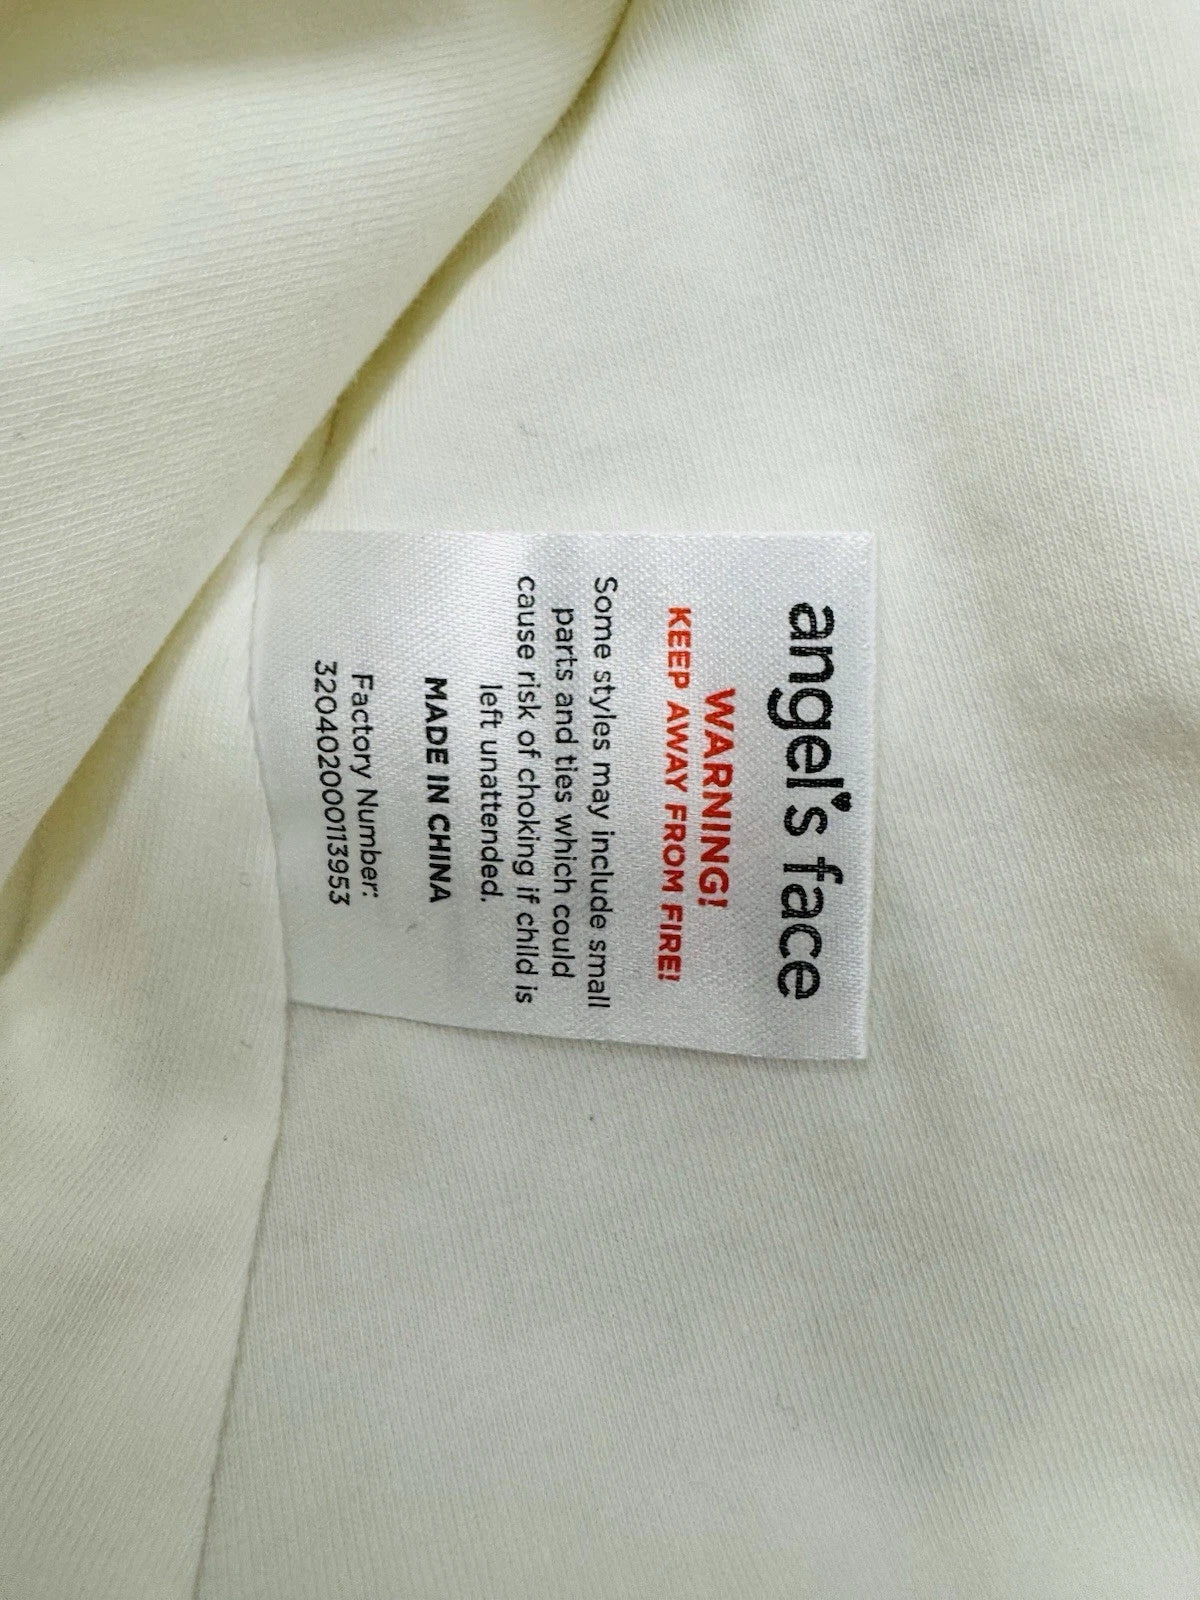 angel's face
WARNING!
KEEP AWAY FROM FIRE!
Some styles may include small
parts and ties which could
cause risk of choking if child is
left unattended.
MADE IN CHINA
Factory Number:
320402000113953